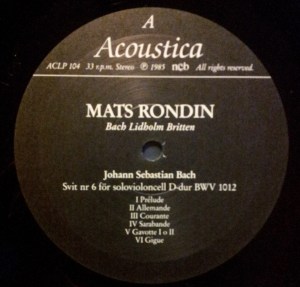 A
Acoustica
ACLP 104 33 r.p.m. Stereo ℗ 1985 ncb All rights reserved.
MATS RONDIN
Bach Lidholm Britten
Johann Sebastian Bach
Svit nr 6 för solovioloncell D-dur BWV 1012
I Prélude
II Allemande
III Courante
IV Sarabande
V Gavotte I o II
VI Gigue